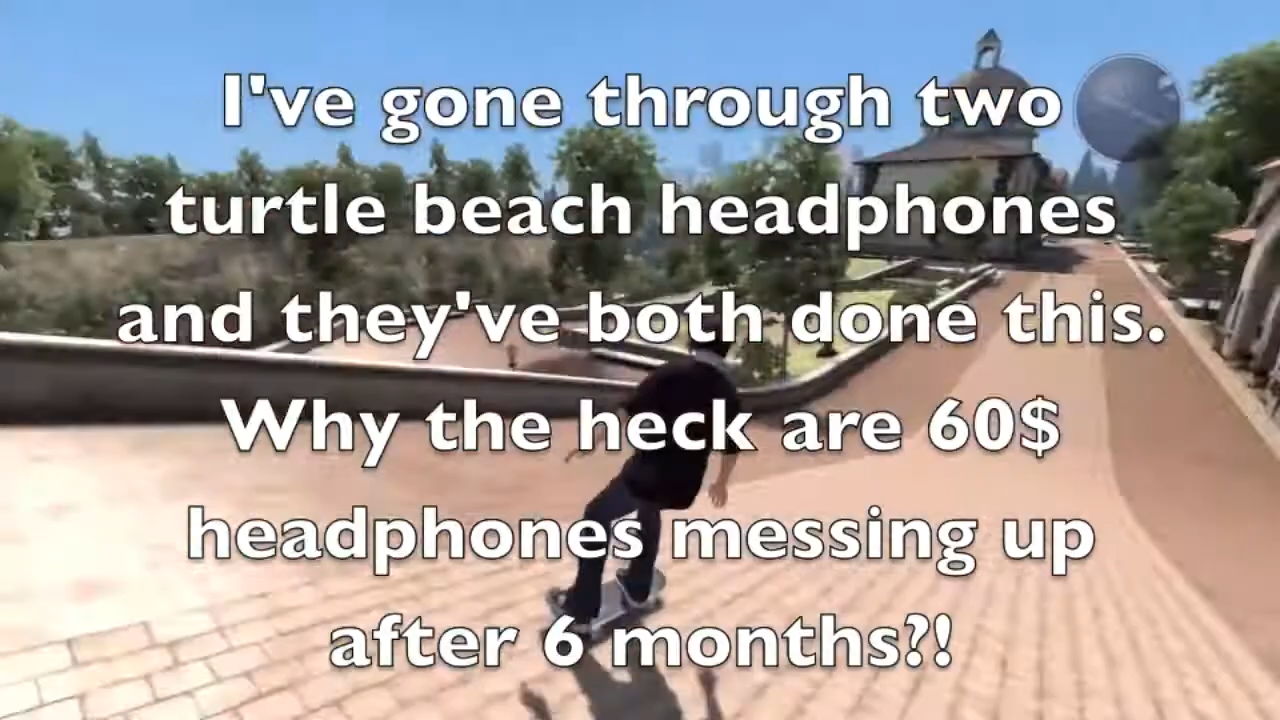 I've gone through two
turtle beach headphones
and they've both done this.
Why the heck are 60$
headphones messing up
after 6 months?!